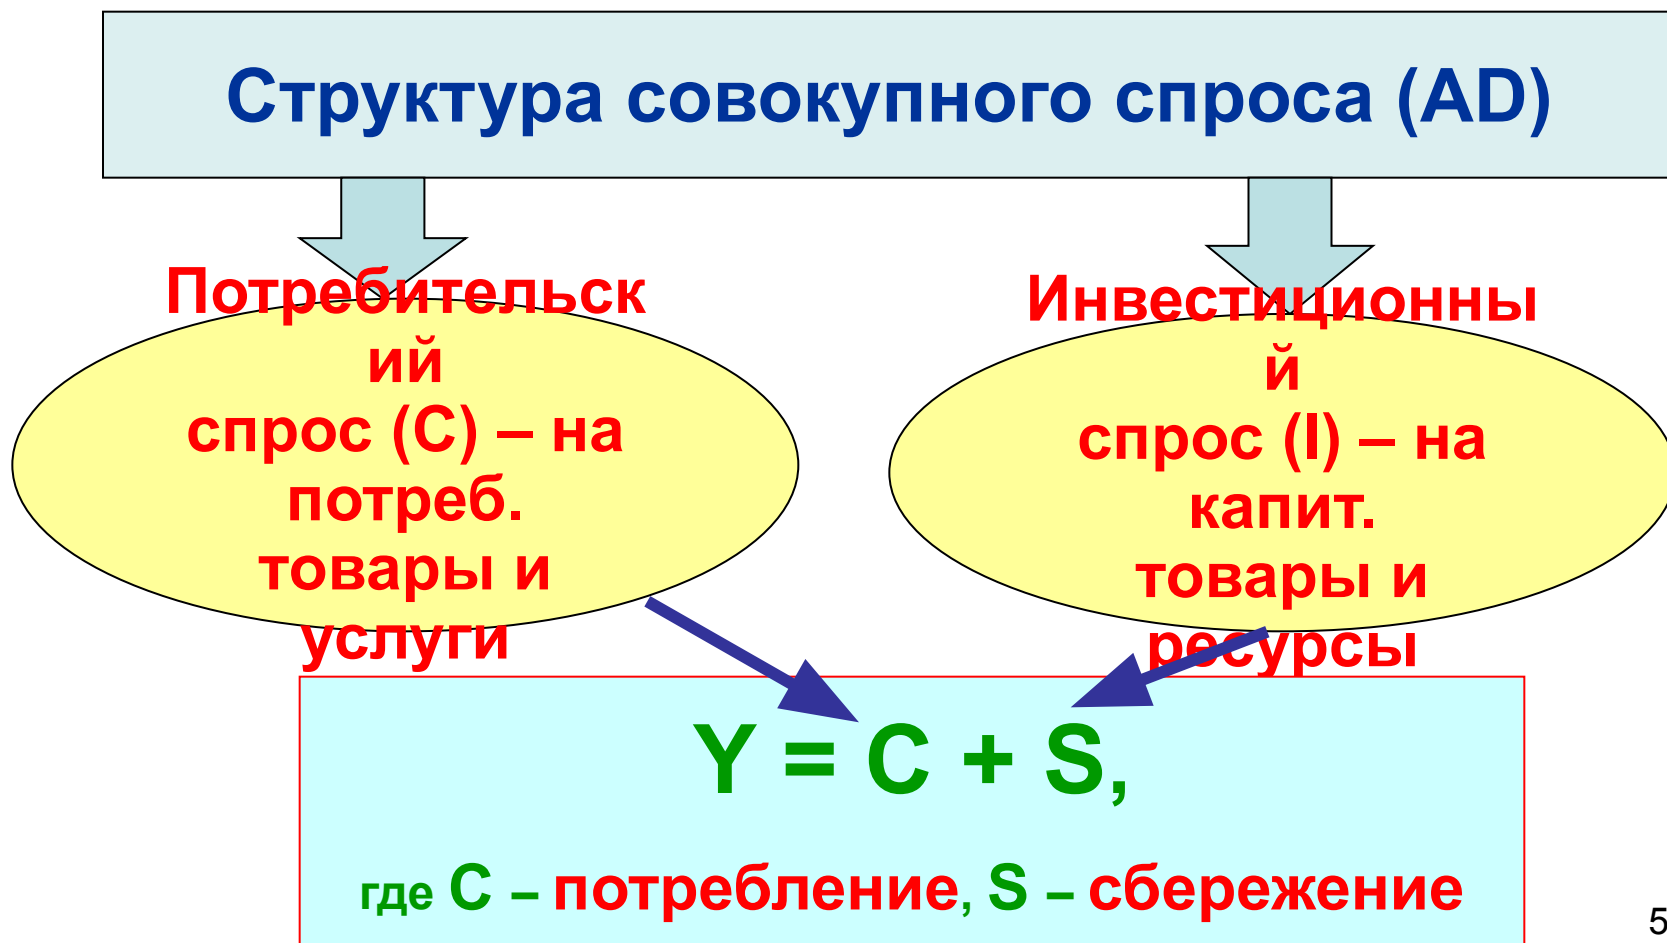 Структура совокупного спроса (AD)
Потребительск
ий
спрос (C) – на
потреб.
товары и
услуги
Инвестиционны
й
спрос (I) – на
капит.
товары и
ресурсы
Y = C + S,
где C – потребление, S – сбережение
5